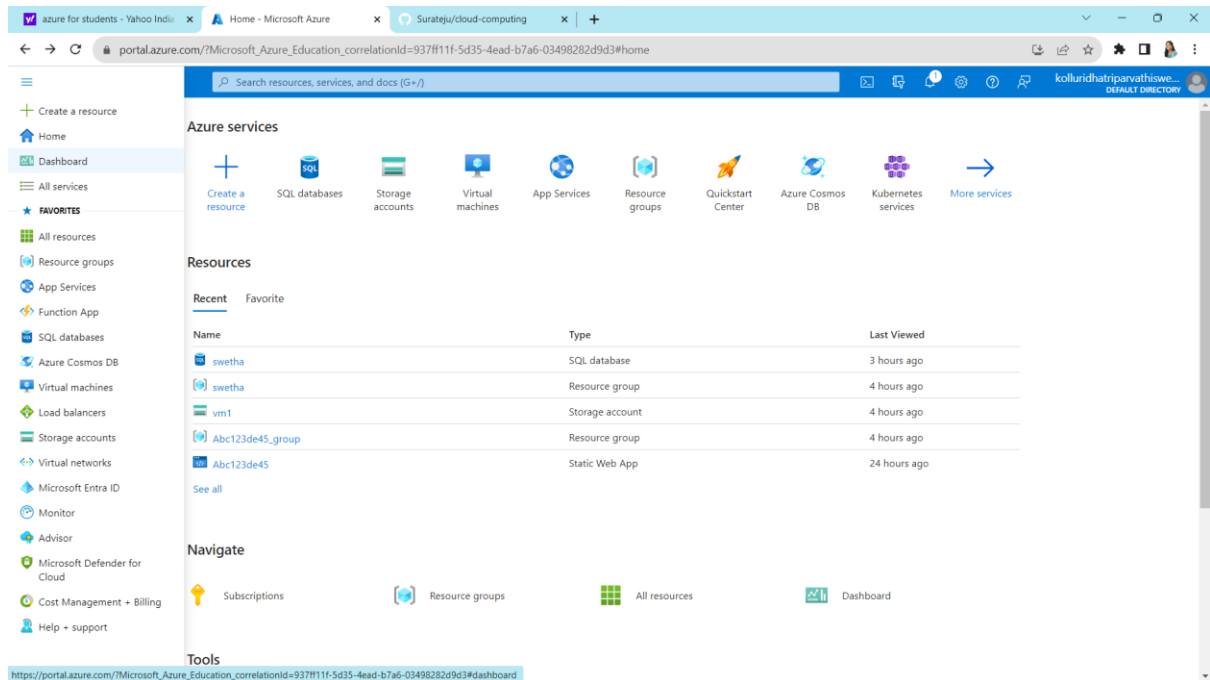 azure for students - Yahoo India
Home - Microsoft Azure
Surateju/cloud-computing
portal.azure.com/?Microsoft_Azure_Education_correlationId=937ff11f-5d35-4ead-b7a6-03498282d9d3#home
Search resources, services, and docs (G+/)
1
kolluridhatriparvathiswe...
DEFAULT DIRECTORY
Create a resource
Home
Dashboard
All services
FAVORITES
All resources
Resource groups
App Services
Function App
SQL databases
Azure Cosmos DB
Virtual machines
Load balancers
Storage accounts
Virtual networks
Microsoft Entra ID
Monitor
Advisor
Microsoft Defender for
Cloud
Cost Management + Billing
Help + support
Azure services
Create a
resource
SQL databases
Storage
accounts
Virtual
machines
App Services
Resource
groups
Quickstart
Center
Azure Cosmos
DB
Kubernetes
services
More services
Resources
Recent Favorite
Name Type Last Viewed
swetha SQL database 3 hours ago
swetha Resource group 4 hours ago
vm1 Storage account 4 hours ago
Abc123de45_group Resource group 4 hours ago
Abc123de45 Static Web App 24 hours ago
See all
Navigate
Subscriptions Resource groups All resources Dashboard
Tools
https://portal.azure.com/?Microsoft_Azure_Education_correlationId=937ff11f-5d35-4ead-b7a6-03498282d9d3#dashboard